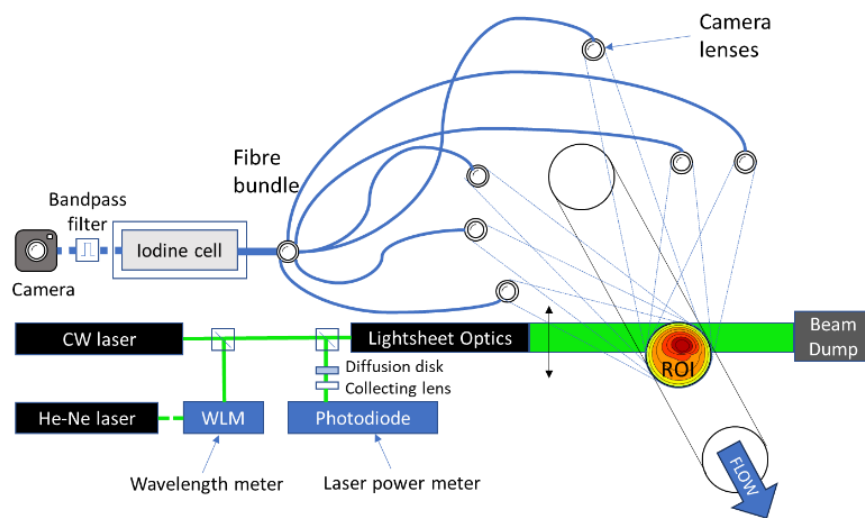 Camera
lenses
Fibre
bundle
Bandpass
filter
Iodine cell
Camera
CW laser
Lightsheet Optics
Beam
Dump
ROI
Diffusion disk
Collecting lens
He-Ne laser
WLM
Photodiode
FLOW
Wavelength meter
Laser power meter